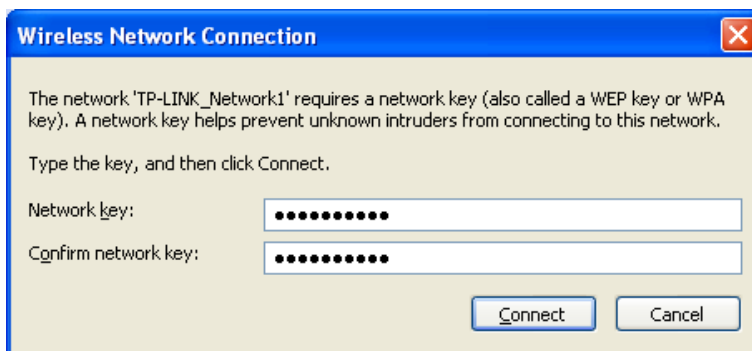 Wireless Network Connection
The network 'TP-LINK_Network1' requires a network key (also called a WEP key or WPA
key). A network key helps prevent unknown intruders from connecting to this network.
Type the key, and then click Connect.
Network key: ●●●●●●●●●●
Confirm network key: ●●●●●●●●●●
Connect Cancel